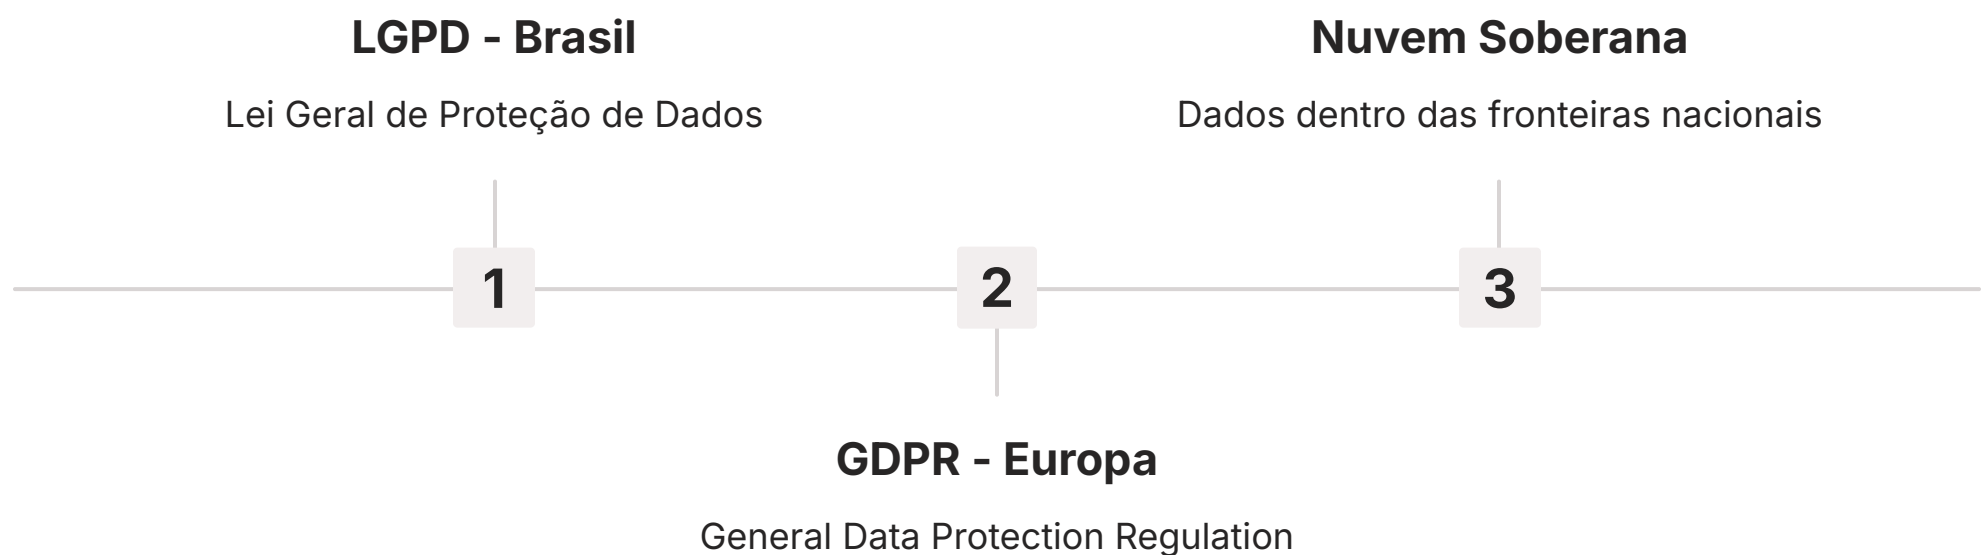 LGPD - Brasil
Lei Geral de Proteção de Dados
Nuvem Soberana
Dados dentro das fronteiras nacionais
1
2
3
GDPR - Europa
General Data Protection Regulation